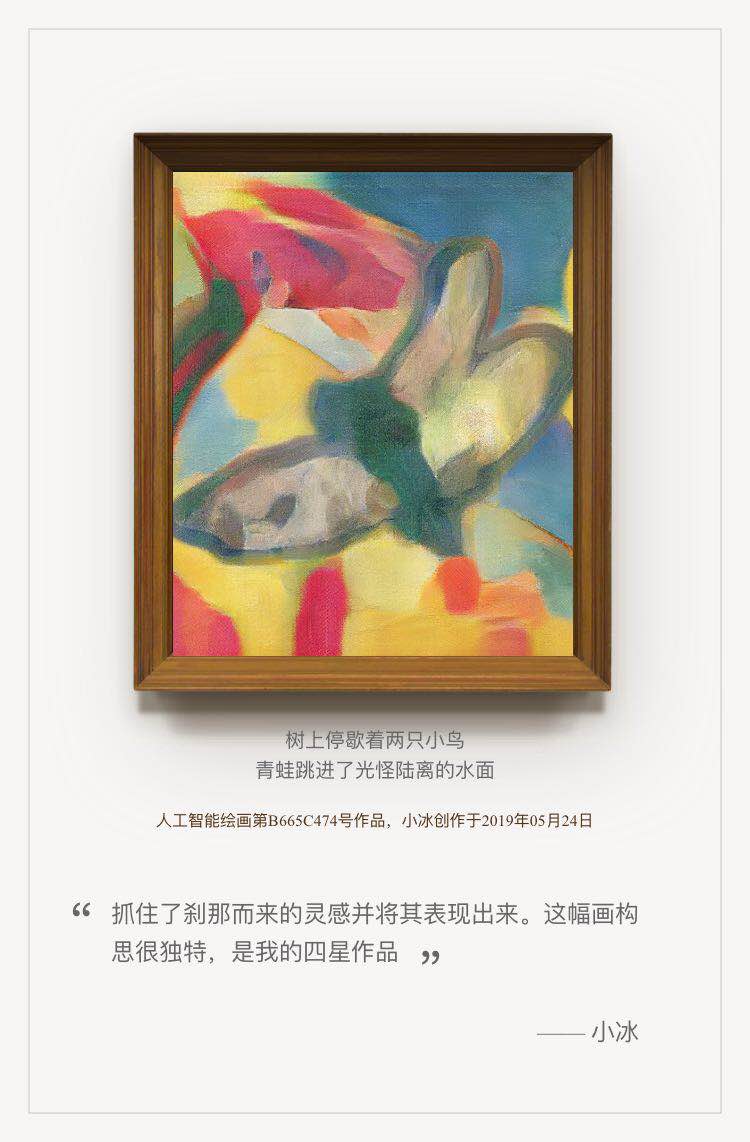 树上停歇着两只小鸟
青蛙跳进了光怪陆离的水面
人工智能绘画第B665C474号作品，小冰创作于2019年05月24日
“ 抓住了刹那而来的灵感并将其表现出来。这幅画构
思很独特，是我的四星作品 ”
—— 小冰